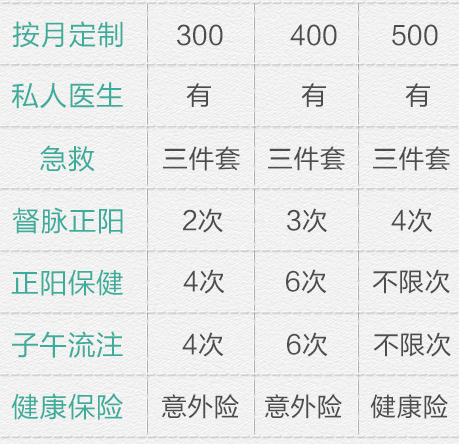 按月定制 300 400 500
私人医生 有 有 有
急救 三件套 三件套 三件套
督脉正阳 2次 3次 4次
正阳保健 4次 6次 不限次
子午流注 4次 6次 不限次
健康保险 意外险 意外险 健康险